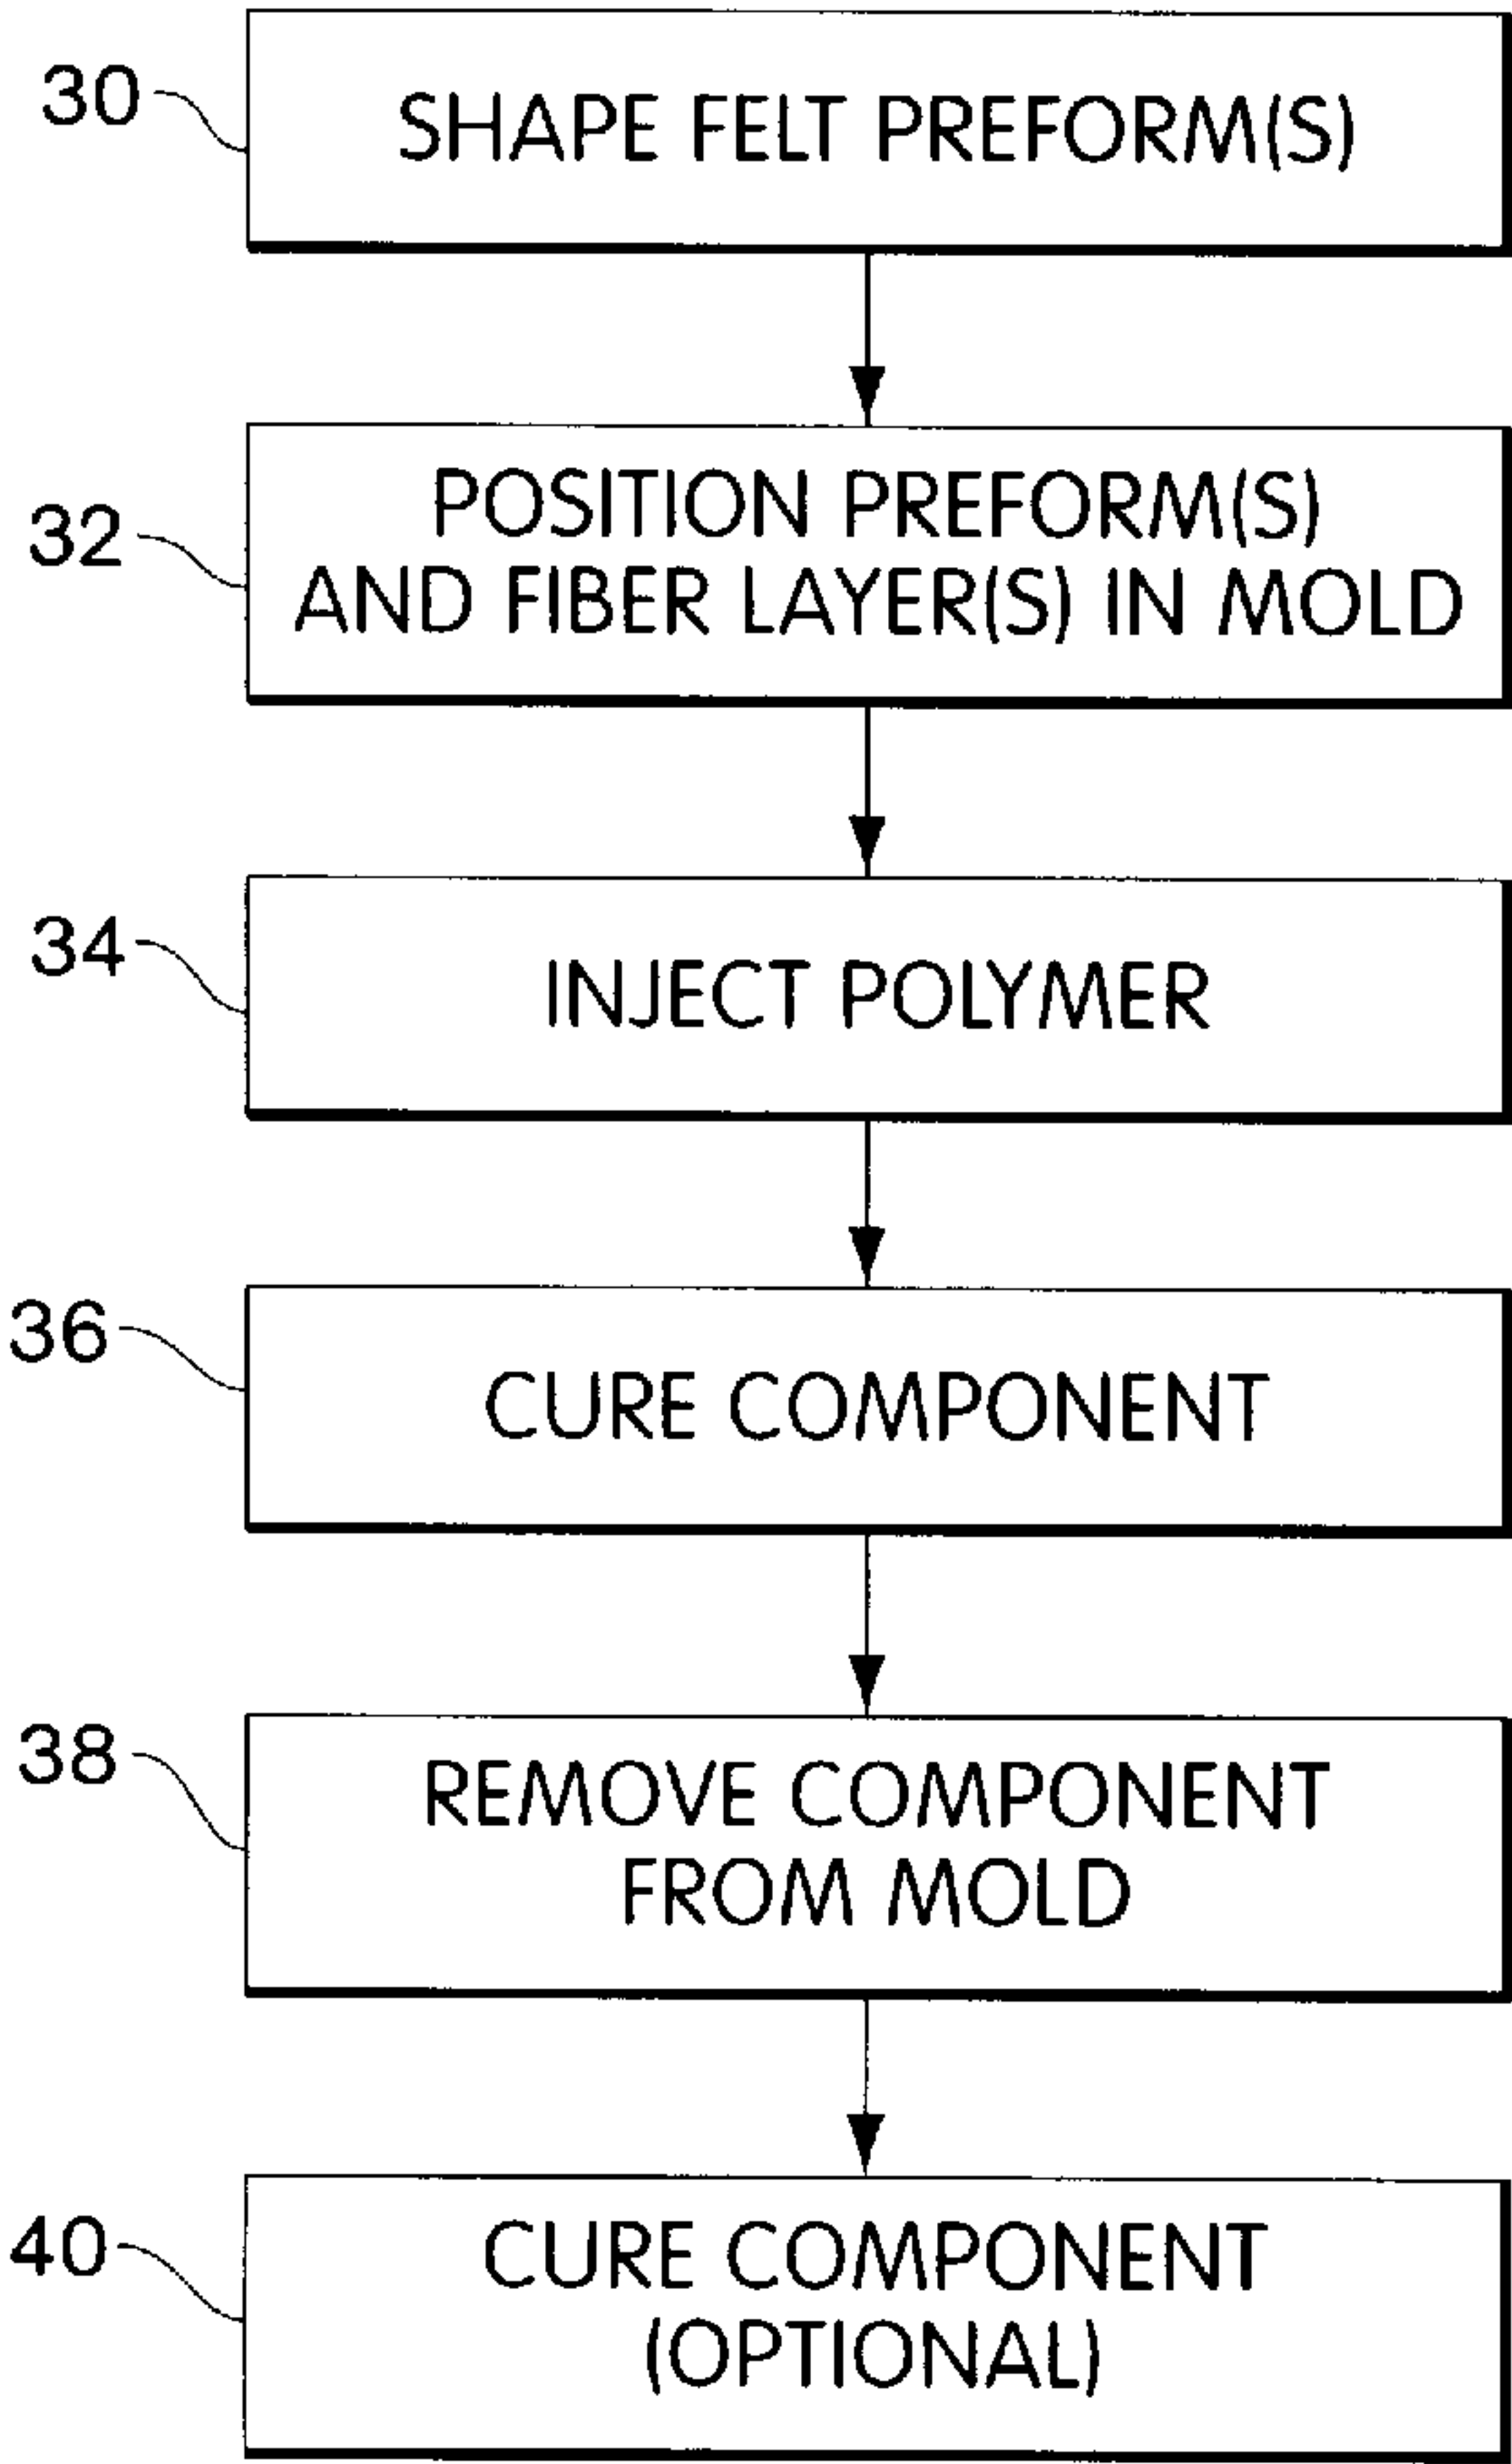 30
SHAPE FELT PREFORM(S)
32
POSITION PREFORM(S)
AND FIBER LAYER(S) IN MOLD
34
INJECT POLYMER
36
CURE COMPONENT
38
REMOVE COMPONENT
FROM MOLD
40
CURE COMPONENT
(OPTIONAL)